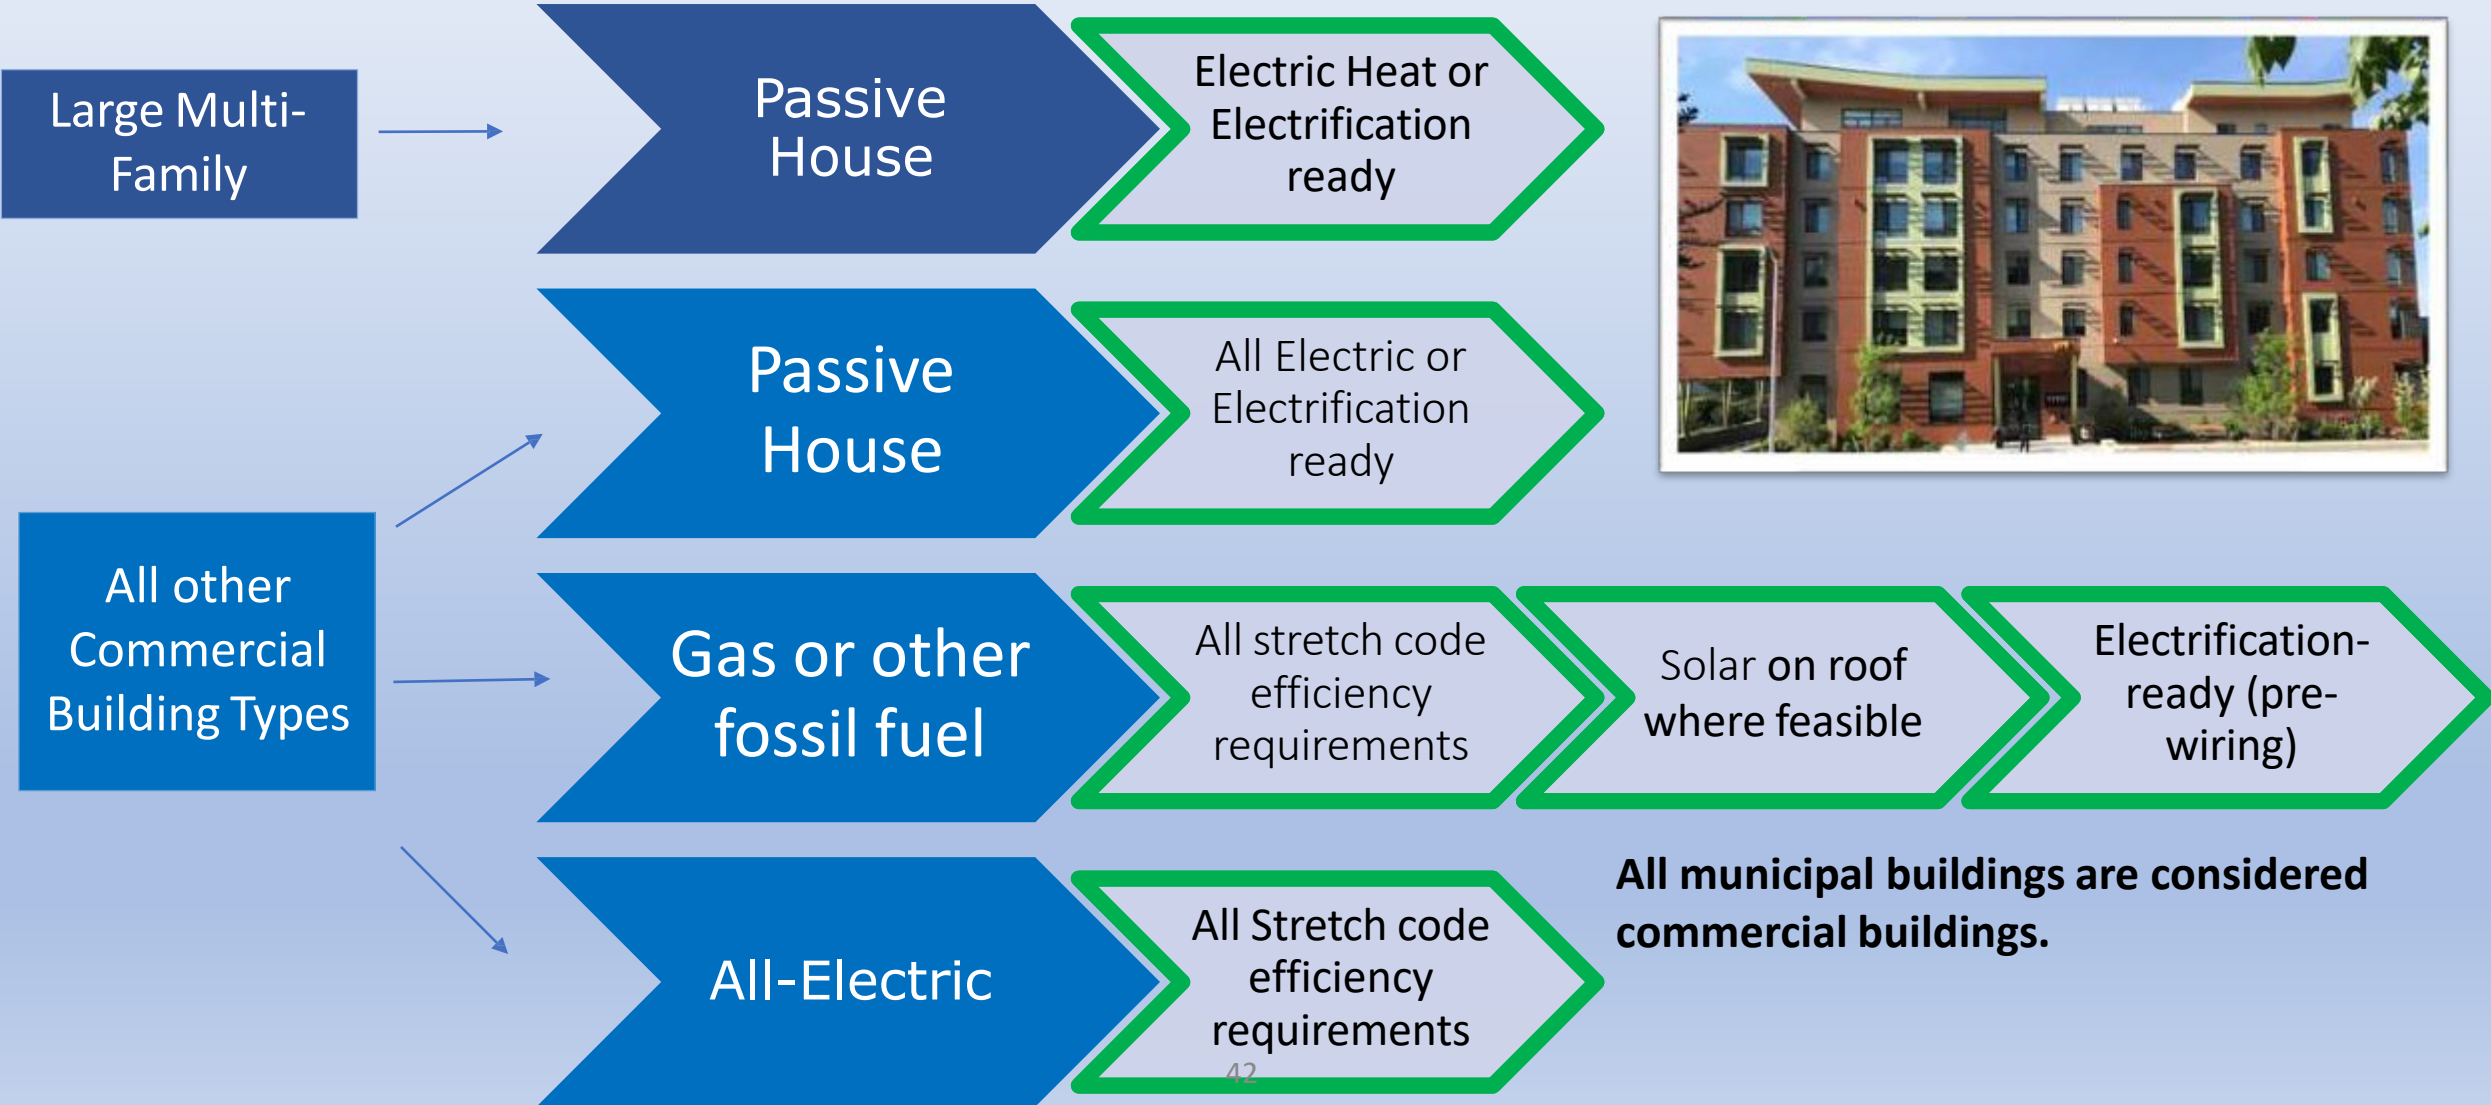 Large Multi-
Family
Passive
House
Electric Heat or
Electrification
ready
Passive
House
All Electric or
Electrification
ready
All other
Commercial
Building Types
Gas or other
fossil fuel
All stretch code
efficiency
requirements
Solar on roof
where feasible
Electrification-
ready (pre-
wiring)
All-Electric
All Stretch code
efficiency
requirements
All municipal buildings are considered
commercial buildings.
42